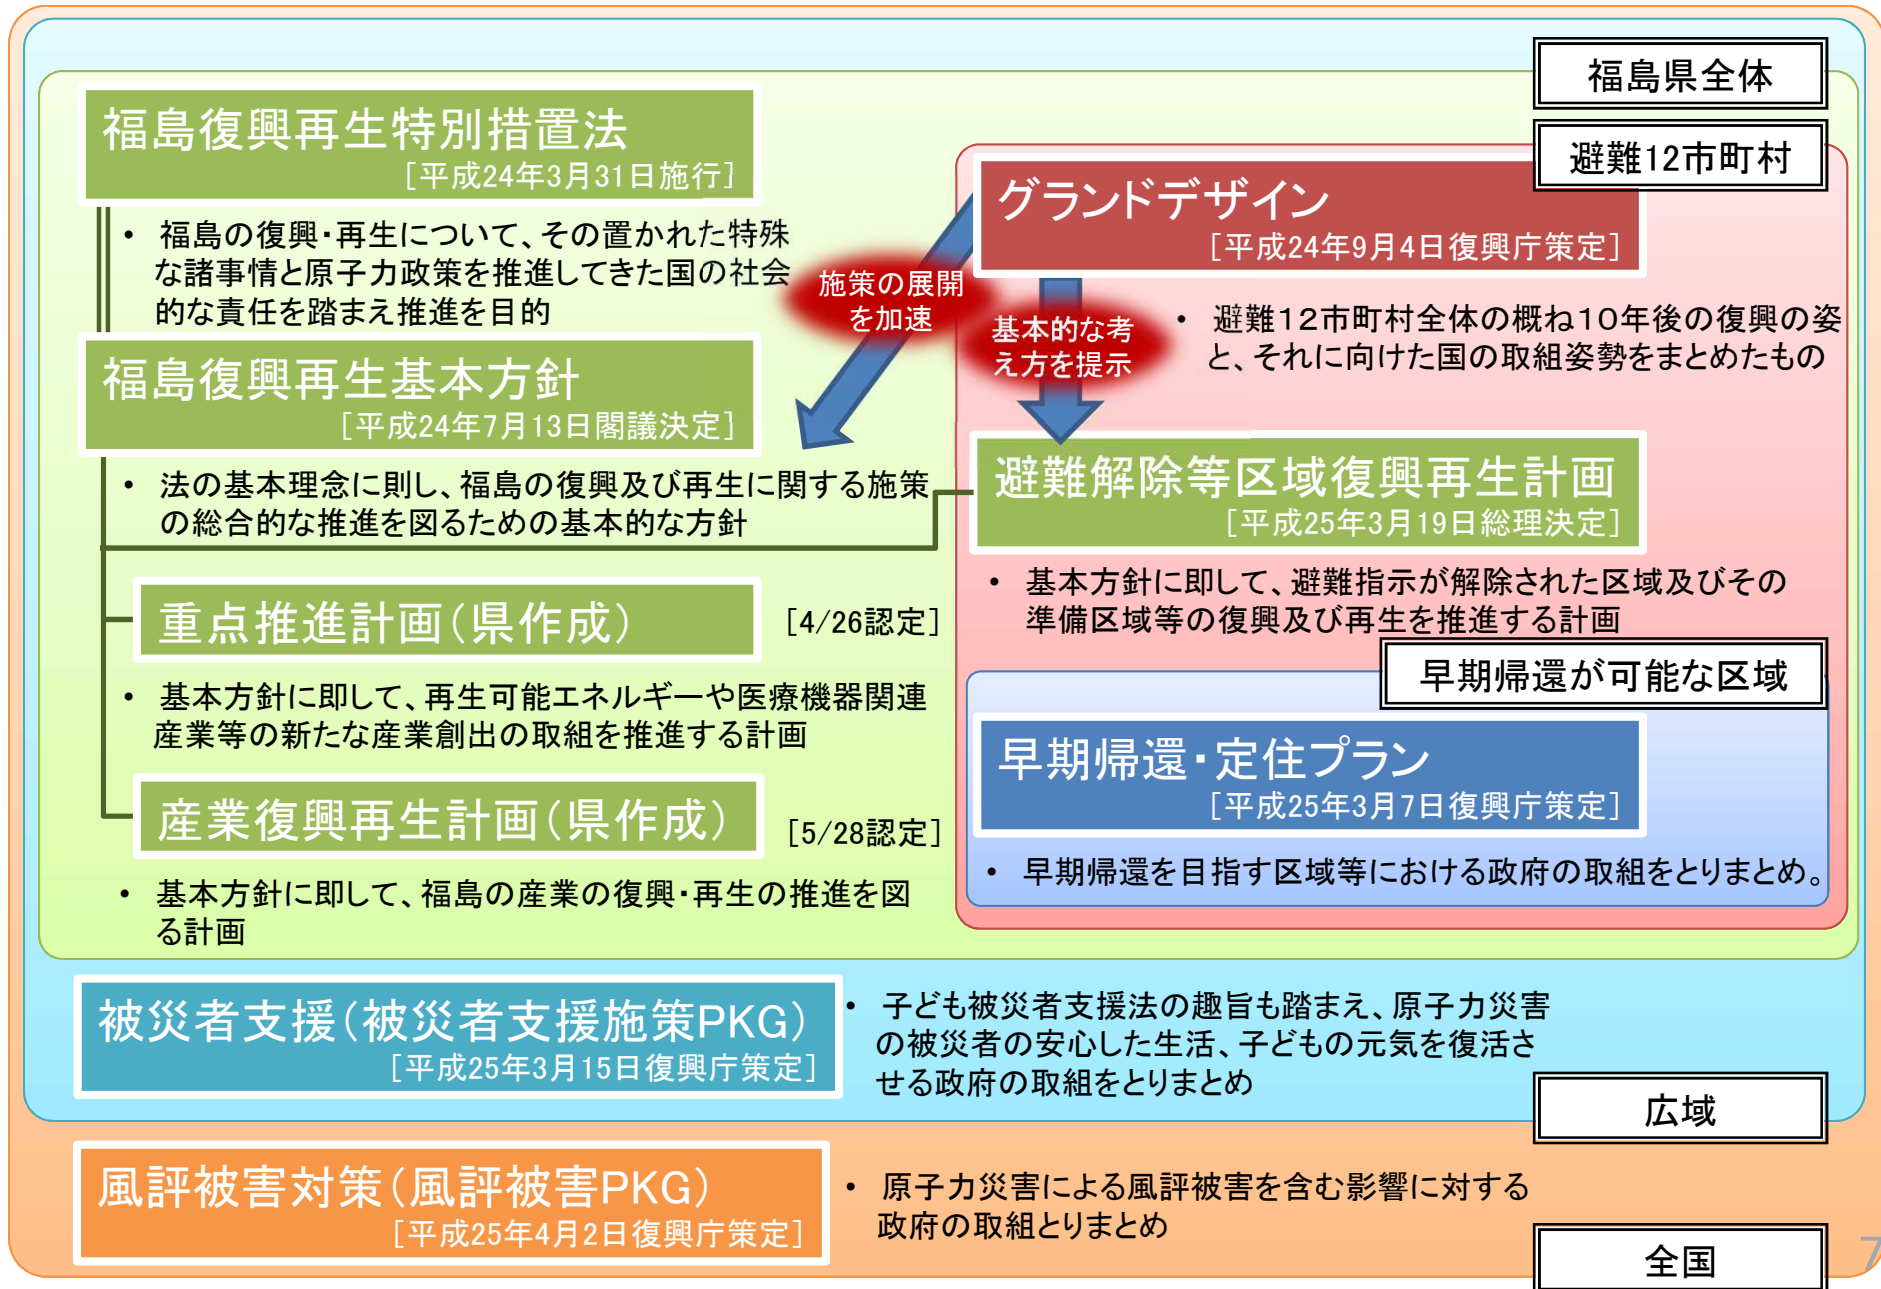 福島県全体
福島復興再生特別措置法
［平成24年3月31日施行］
・ 福島の復興・再生について、その置かれた特殊
な諸事情と原子力政策を推進してきた国の社会
的な責任を踏まえ推進を目的
福島復興再生基本方針
［平成24年7月13日閣議決定］
・ 法の基本理念に則し、福島の復興及び再生に関する施策
の総合的な推進を図るための基本的な方針
重点推進計画（県作成）
［4/26認定］
・ 基本方針に即して、再生可能エネルギーや医療機器関連
産業等の新たな産業創出の取組を推進する計画
産業復興再生計画（県作成）
［5/28認定］
・ 基本方針に即して、福島の産業の復興・再生の推進を図
る計画
避難12市町村
グランドデザイン
［平成24年9月4日復興庁策定］
施策の展開
を加速
基本的な考
え方を提示
・ 避難１２市町村全体の概ね１０年後の復興の姿
と、それに向けた国の取組姿勢をまとめたもの
避難解除等区域復興再生計画
［平成25年3月19日総理決定］
・ 基本方針に即して、避難指示が解除された区域及びその
準備区域等の復興及び再生を推進する計画
早期帰還が可能な区域
早期帰還・定住プラン
［平成25年3月7日復興庁策定］
・ 早期帰還を目指す区域等における政府の取組をとりまとめ。
被災者支援（被災者支援施策PKG）
［平成25年3月15日復興庁策定］
・ 子ども被災者支援法の趣旨も踏まえ、原子力災害
の被災者の安心した生活、子どもの元気を復活さ
せる政府の取組をとりまとめ
広域
風評被害対策（風評被害PKG）
［平成25年4月2日復興庁策定］
・ 原子力災害による風評被害を含む影響に対する
政府の取組とりまとめ
全国
7